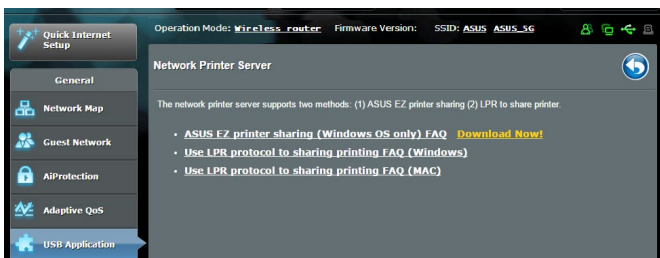 Quick Internet
Setup
Operation Mode: Wireless router Firmware Version: SSID: ASUS ASUS_5G
General
Network Map
Guest Network
AiProtection
Adaptive QoS
USB Application
Network Printer Server
The network printer server supports two methods: (1) ASUS EZ printer sharing (2) LPR to share printer.
ASUS EZ printer sharing (Windows OS only) FAQ Download Now!
Use LPR protocol to sharing printing FAQ (Windows)
Use LPR protocol to sharing printing FAQ (MAC)